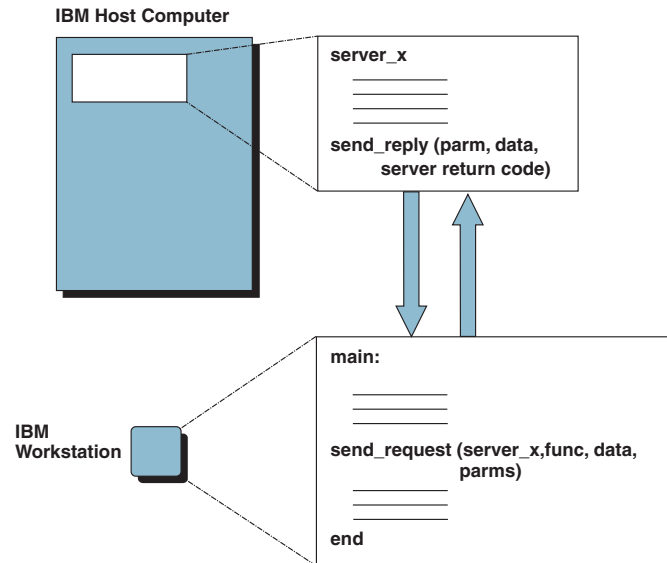 IBM Host Computer
server_x
send_reply (parm, data,
server return code)
main:
IBM
Workstation
send_request (server_x,func, data,
parms)
end